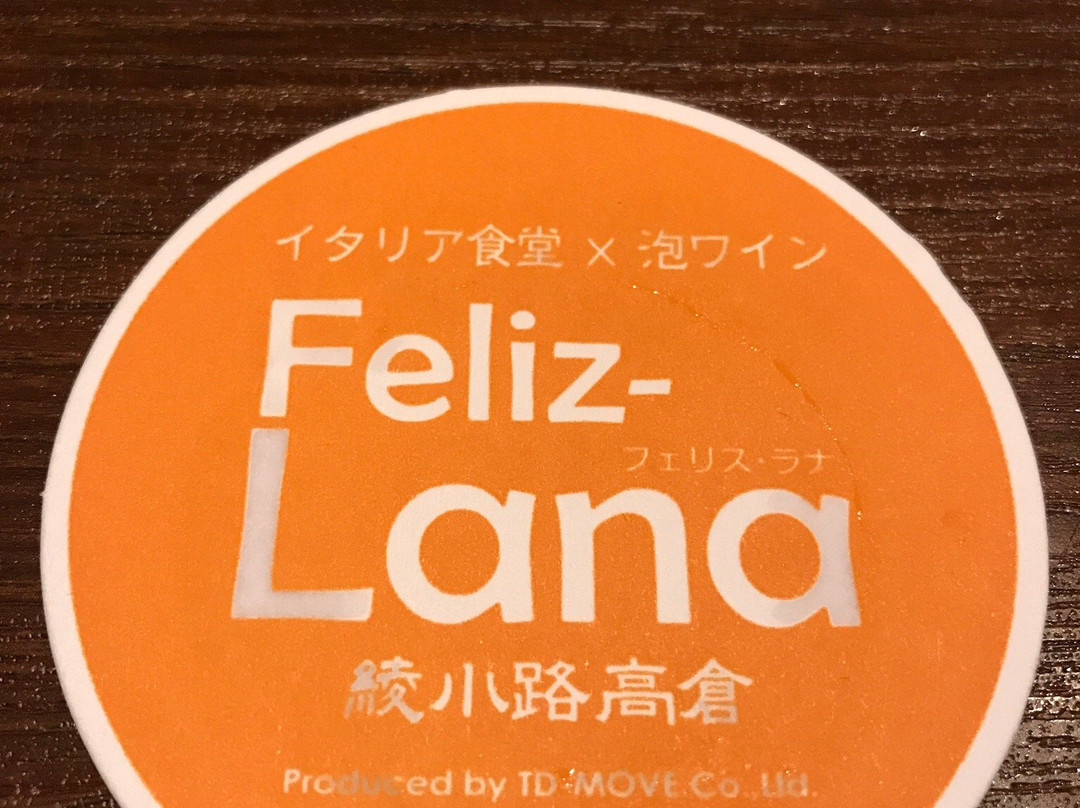 イタリア食堂 × 泡ワイン
Feliz-
フェリス・ラナ
Lana
綾小路高倉
Produced by TD-MOVE.Co.,Ltd.